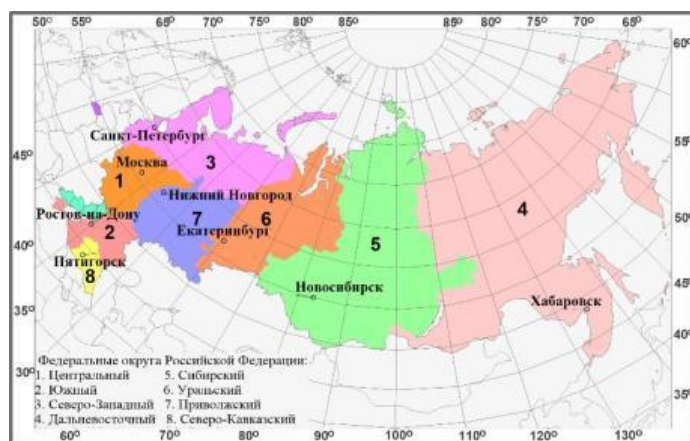 50° 55° 60° 65° 70° 75° 80° 85° 85° 80° 75° 70° 65°
60°
55°
50°
45°
40°
35°
45°
40°
35°
30°
60° 70° 80° 90° 100° 110° 120° 130°
Санкт-Петербург
Москва
3
1
Нижний Новгород
Ростов-на-Дону
2
7
Екатеринбург
6
Пятигорск
8
5
Новосибирск
4
Хабаровск
Федеральные округа Российской Федерации:
1. Центральный 5. Сибирский
2. Южный 6. Уральский
3. Северо-Западный 7. Приволжский
4. Дальневосточный 8. Северо-Кавказский